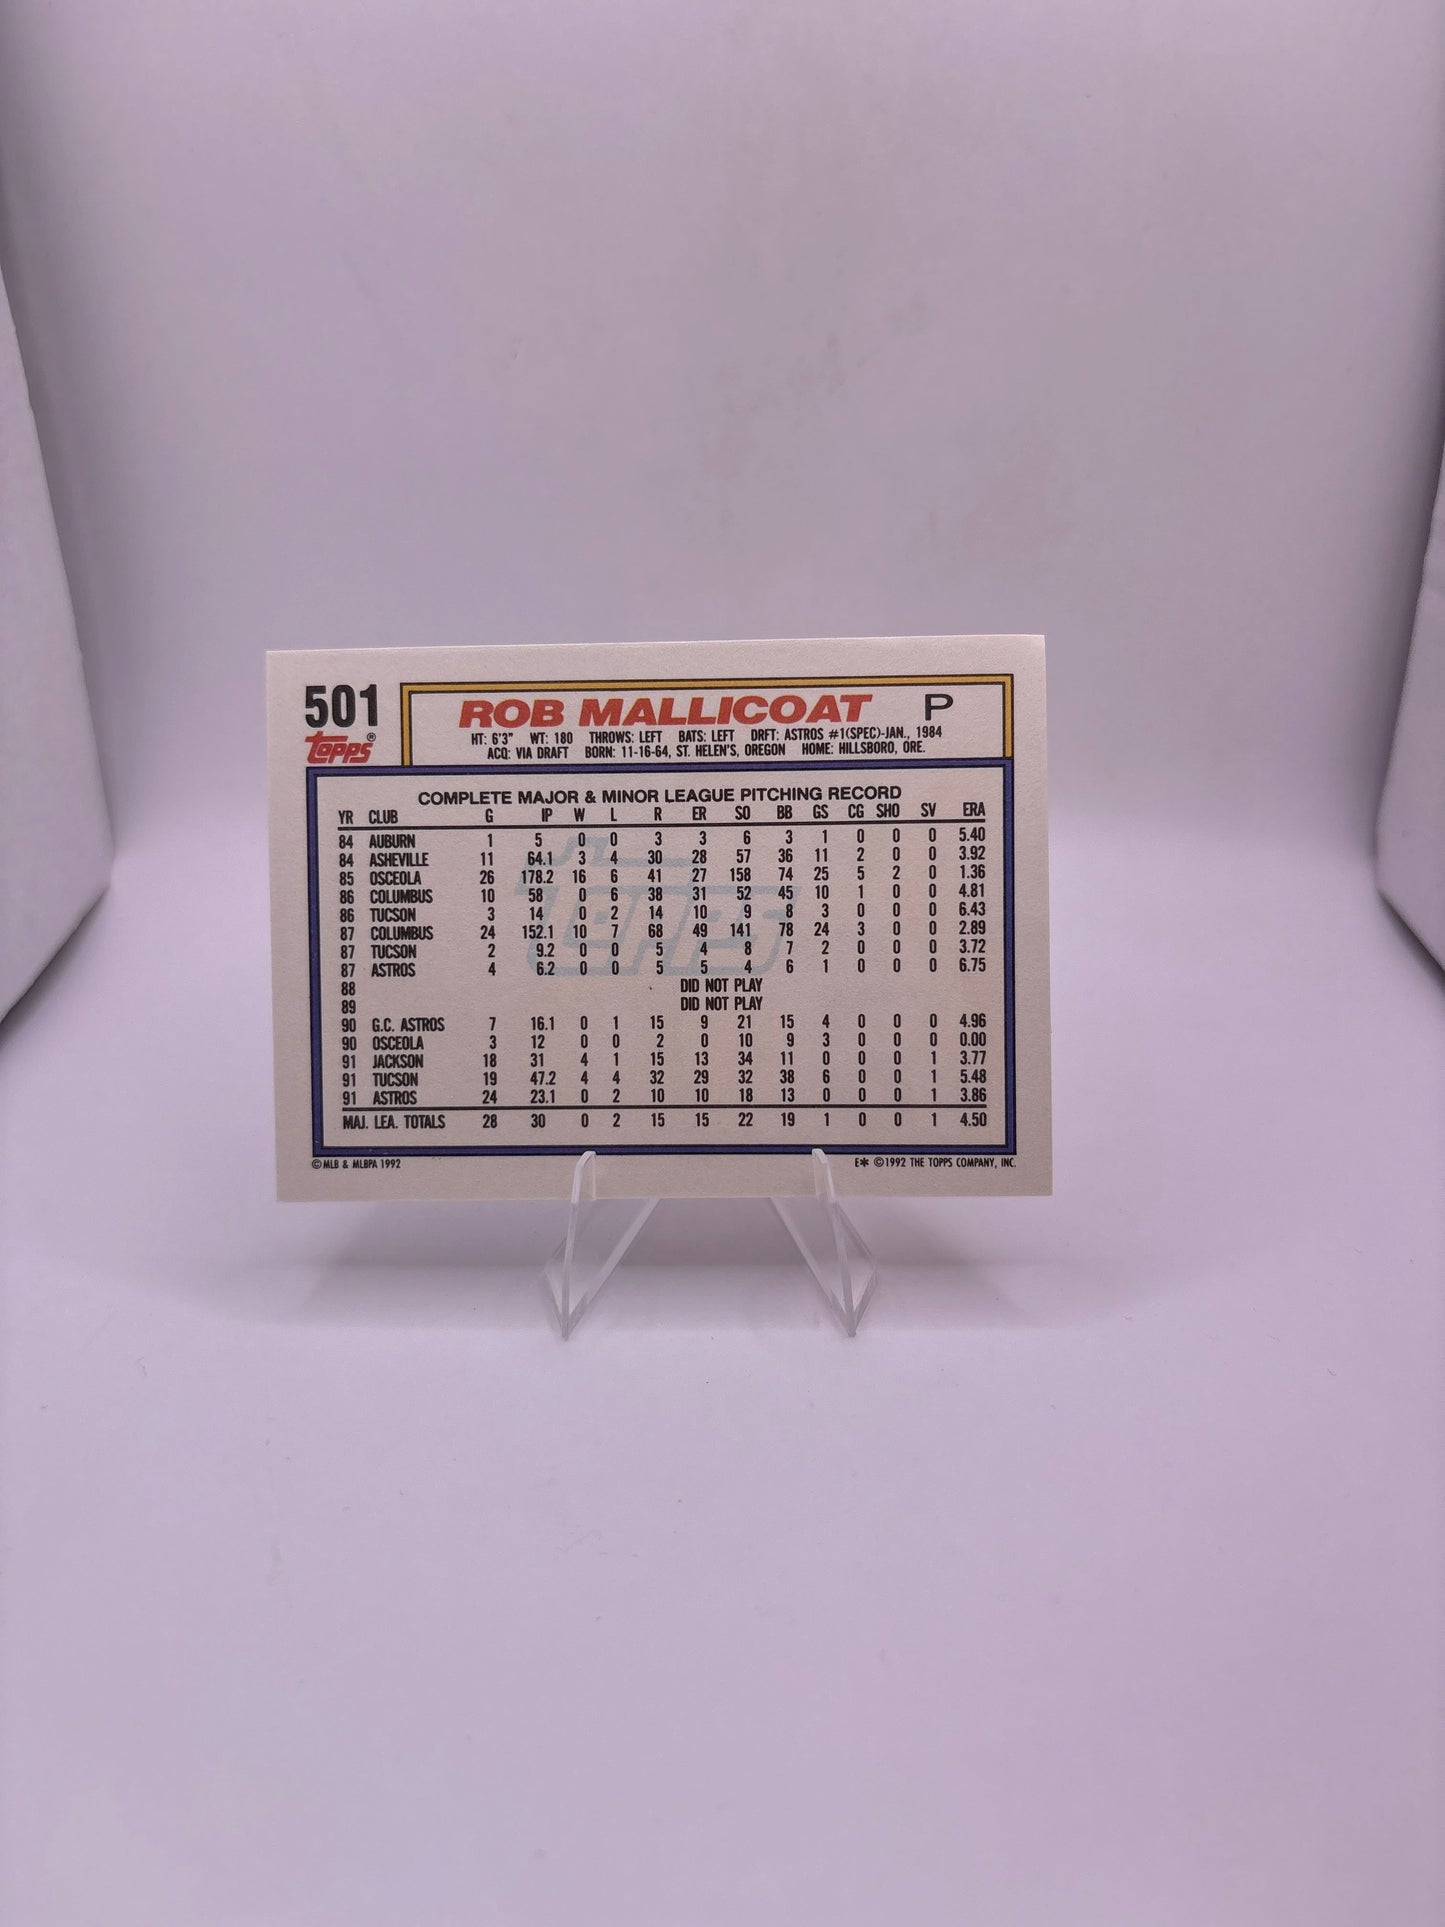 501
ROB MALLICOAT P
TOPPS®
HT: 6'3" WT: 180 THROWS: LEFT BATS: LEFT DRFT: ASTROS #1(SPEC)-JAN., 1984
ACQ: VIA DRAFT BORN: 11-16-64, ST. HELEN'S, OREGON HOME: HILLSBORO, ORE.
COMPLETE MAJOR & MINOR LEAGUE PITCHING RECORD
YR CLUB G IP W L R ER SO BB GS CG SHO SV ERA
84 AUBURN 1 5 0 0 3 3 6 3 1 0 0 0 5.40
84 ASHEVILLE 11 64.1 3 4 30 28 57 36 11 2 0 0 3.92
85 OSCEOLA 26 178.2 16 6 41 27 158 74 25 5 2 0 1.36
86 COLUMBUS 10 58 0 6 38 31 52 45 10 1 0 0 4.81
86 TUCSON 3 14 0 2 14 10 9 8 3 0 0 0 6.43
87 COLUMBUS 24 152.1 10 7 68 49 141 78 24 3 0 0 2.89
87 TUCSON 2 9.2 0 0 5 4 8 7 2 0 0 0 3.72
87 ASTROS 4 6.2 0 0 5 5 4 6 1 0 0 0 6.75
88 DID NOT PLAY
89 DID NOT PLAY
90 G.C. ASTROS 7 16.1 0 1 15 9 21 15 4 0 0 0 4.96
90 OSCEOLA 3 12 0 0 2 0 10 9 3 0 0 0 0.00
91 JACKSON 18 31 4 1 15 13 34 11 0 0 0 1 3.77
91 TUCSON 19 47.2 4 4 32 29 32 38 6 0 0 1 5.48
91 ASTROS 24 23.1 0 2 10 10 18 13 0 0 0 1 3.86
MAJ. LEA. TOTALS 28 30 0 2 15 15 22 19 1 0 0 1 4.50
TOPPS
© MLB & MLBPA 1992 E* ©1992 THE TOPPS COMPANY, INC.